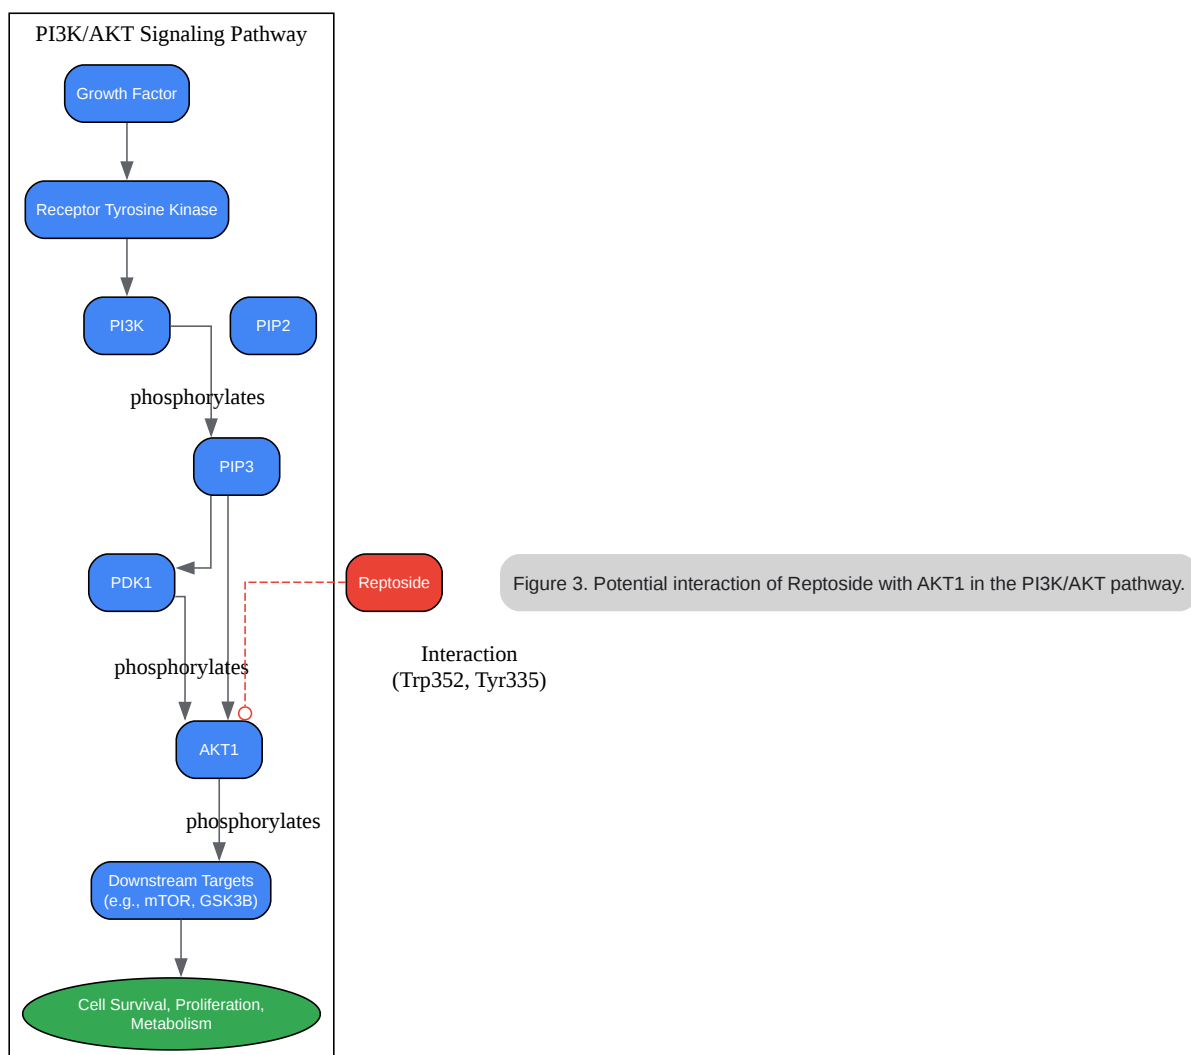 PI3K/AKT Signaling Pathway
Growth Factor
Receptor Tyrosine Kinase
PI3K
PIP2
phosphorylates
PIP3
PDK1
Reptoside
Figure 3. Potential interaction of Reptoside with AKT1 in the PI3K/AKT pathway.
Interaction
(Trp352, Tyr335)
phosphorylates
AKT1
phosphorylates
Downstream Targets
(e.g., mTOR, GSK3B)
Cell Survival, Proliferation,
Metabolism